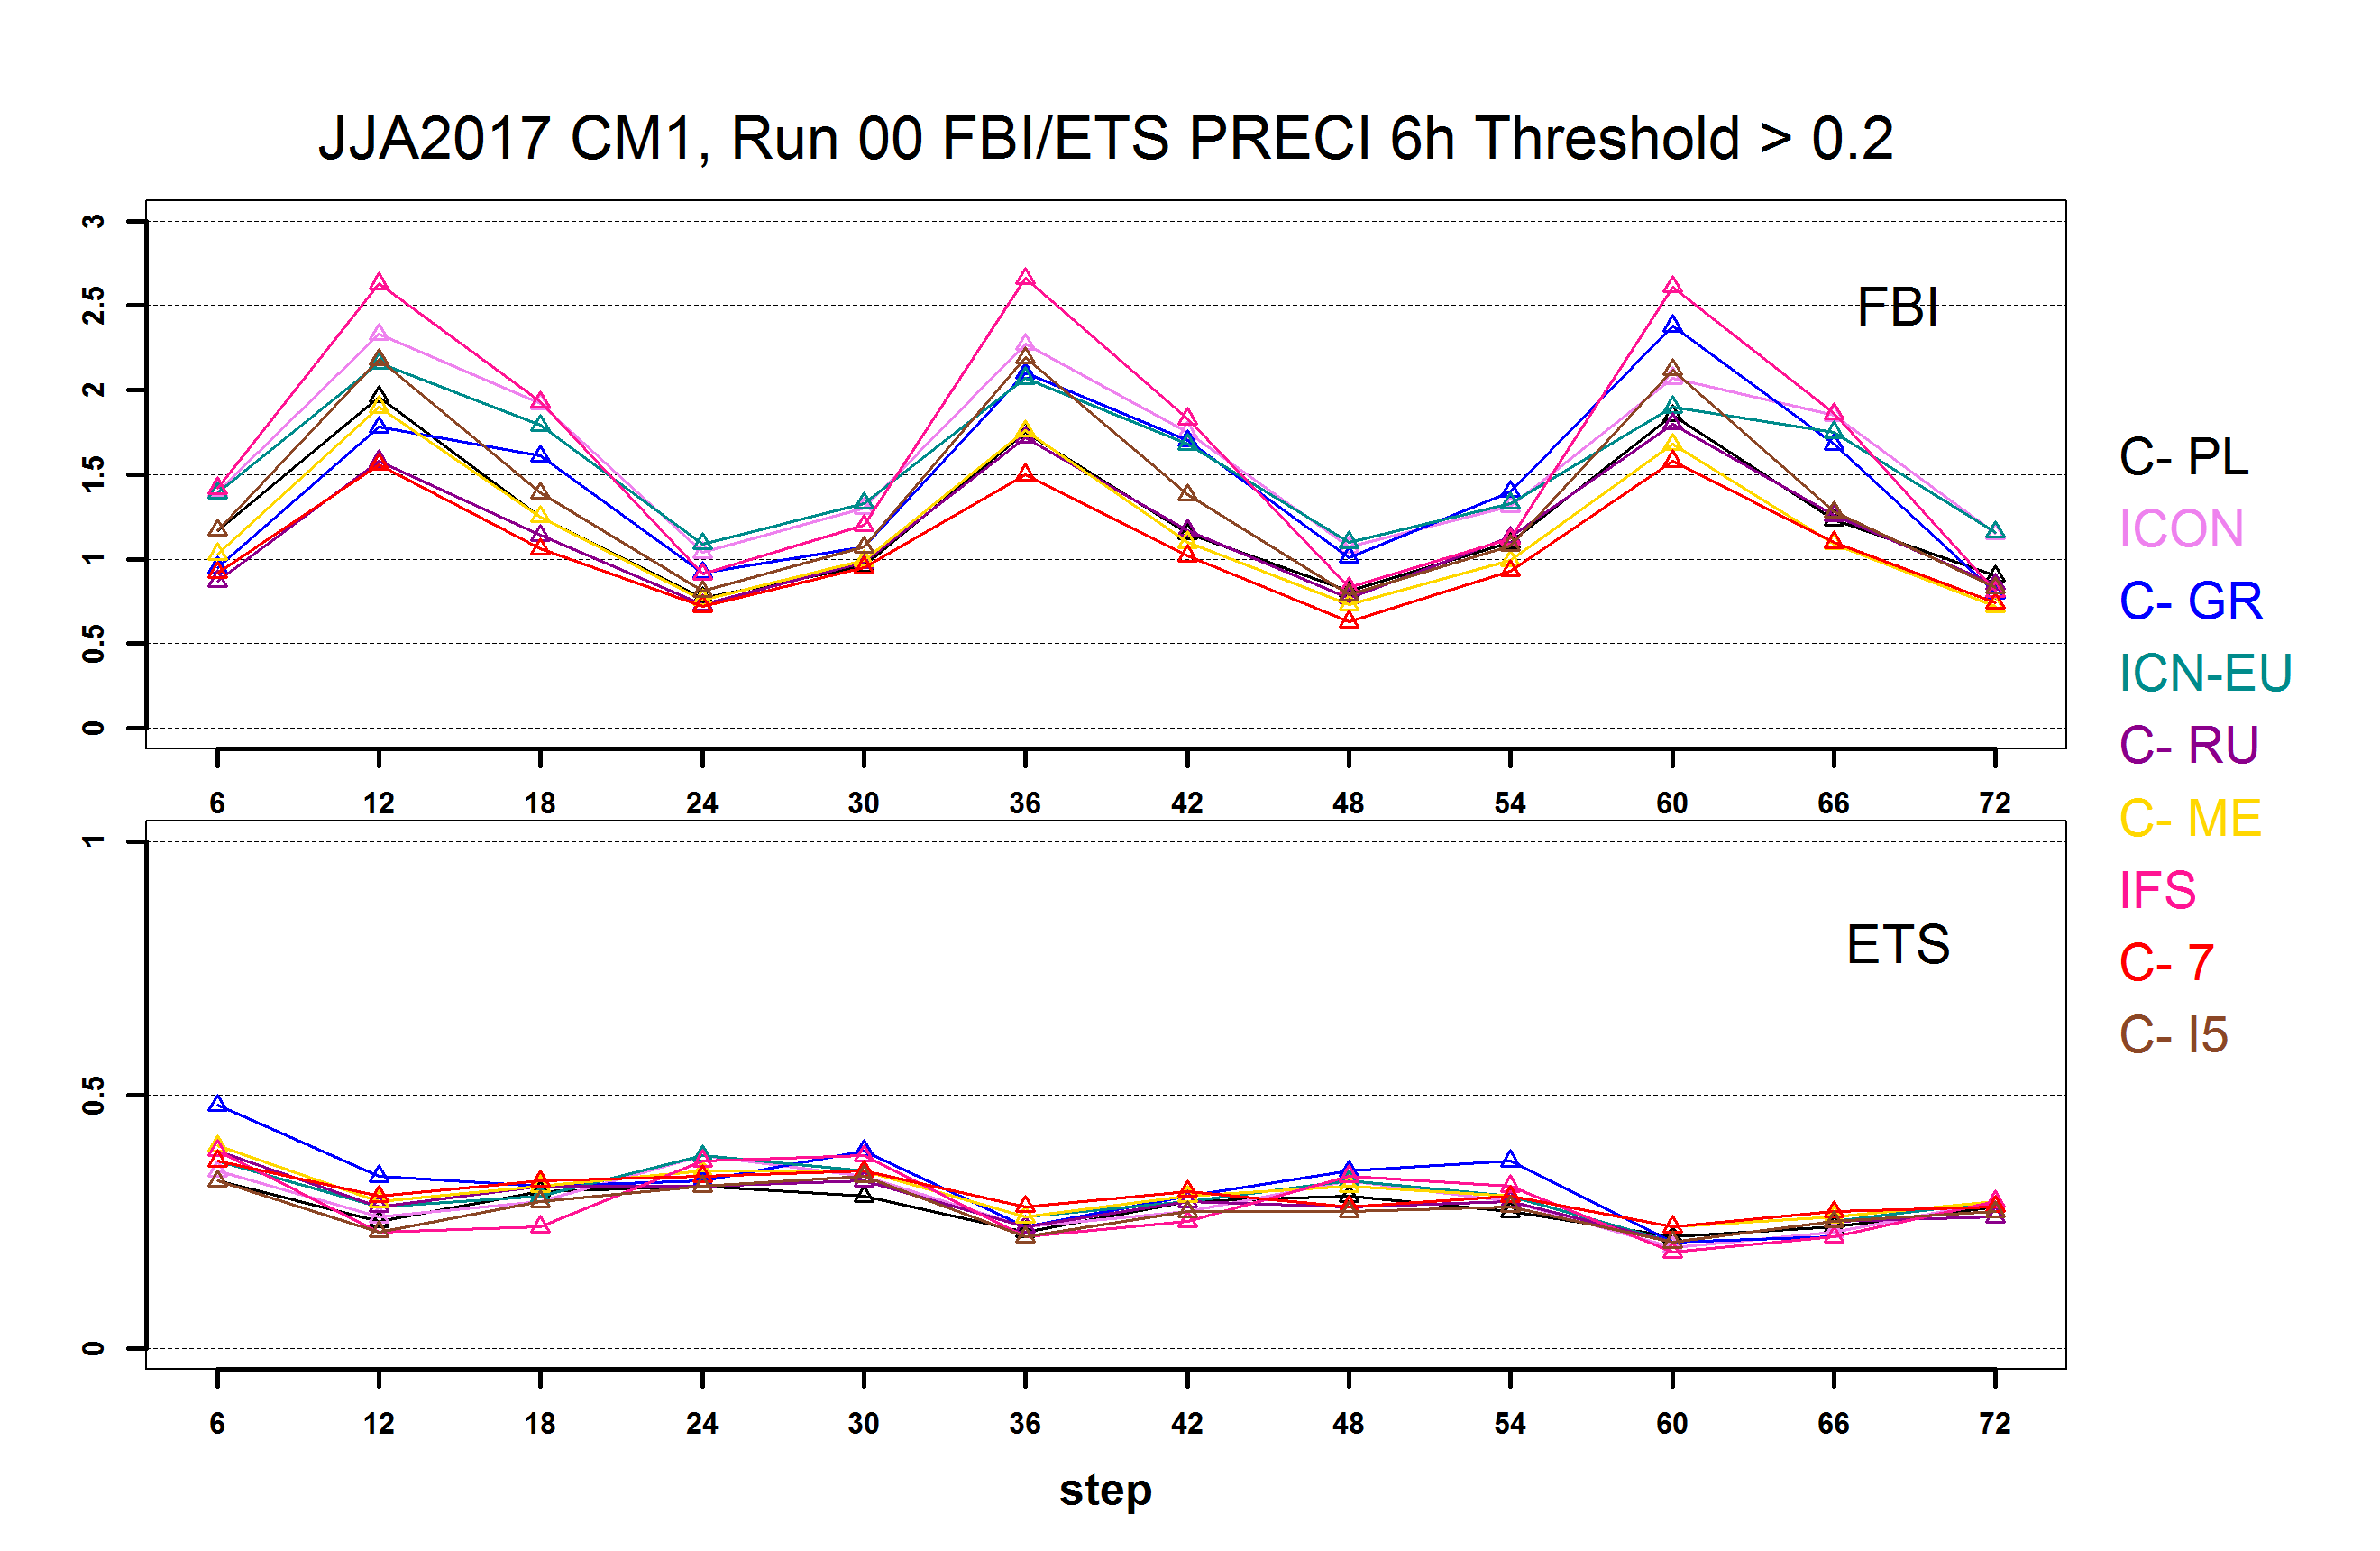 JJA2017 CM1, Run 00 FBI/ETS PRECI 6h Threshold > 0.2
3
2.5
2
1.5
1
0.5
0
FBI
6 12 18 24 30 36 42 48 54 60 66 72
1
0.5
0
ETS
6 12 18 24 30 36 42 48 54 60 66 72
step
C- PL
ICON
C- GR
ICN-EU
C- RU
C- ME
IFS
C- 7
C- I5